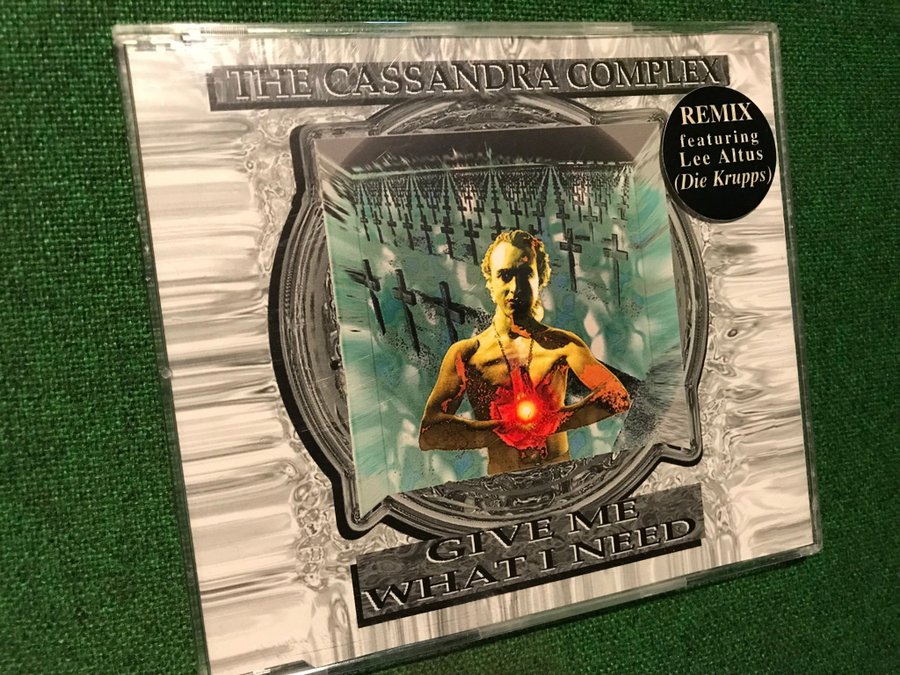 THE CASSANDRA COMPLEX
REMIX
featuring
Lee Altus
(Die Krupps)
GIVE ME
WHAT I NEED